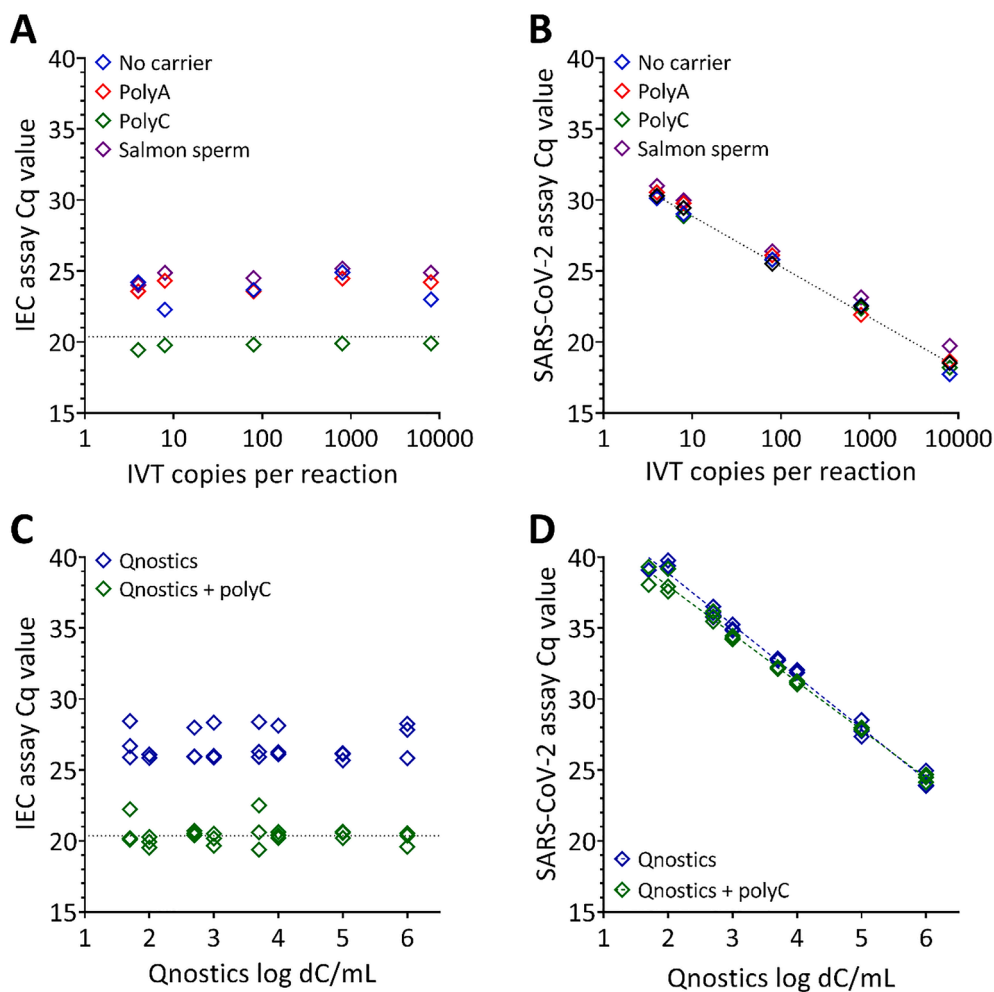 A
IEC assay Cq value
40
35
30
25
20
15
No carrier
PolyA
PolyC
Salmon sperm
1 10 100 1000 10000
IVT copies per reaction
B
SARS-CoV-2 assay Cq value
40
35
30
25
20
15
No carrier
PolyA
PolyC
Salmon sperm
1 10 100 1000 10000
IVT copies per reaction
C
IEC assay Cq value
40
35
30
25
20
15
Qnostics
Qnostics + polyC
1 2 3 4 5 6
Qnostics log dC/mL
D
SARS-CoV-2 assay Cq value
40
35
30
25
20
15
Qnostics
Qnostics + polyC
1 2 3 4 5 6
Qnostics log dC/mL